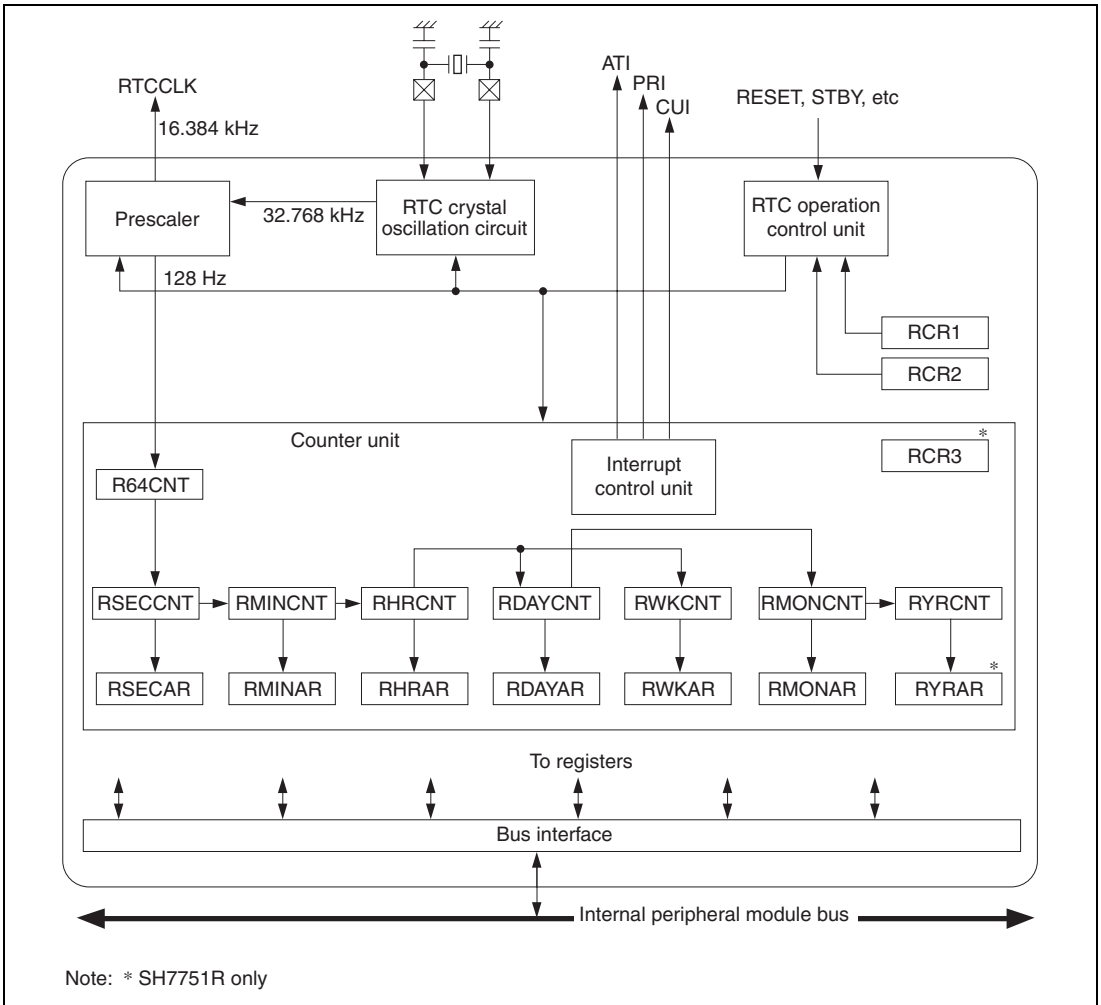 ATI
PRI
CUI
RTCCLK
16.384 kHz
RESET, STBY, etc
Prescaler
32.768 kHz
RTC crystal
oscillation circuit
RTC operation
control unit
128 Hz
RCR1
RCR2
Counter unit
Interrupt
control unit
*
RCR3
R64CNT
RSECCNT RMINCNT RHRCNT RDAYCNT RWKCNT RMONCNT RYRCNT
*
RSECAR RMINAR RHRAR RDAYAR RWKAR RMONAR RYRAR
To registers
Bus interface
Internal peripheral module bus
Note: * SH7751R only